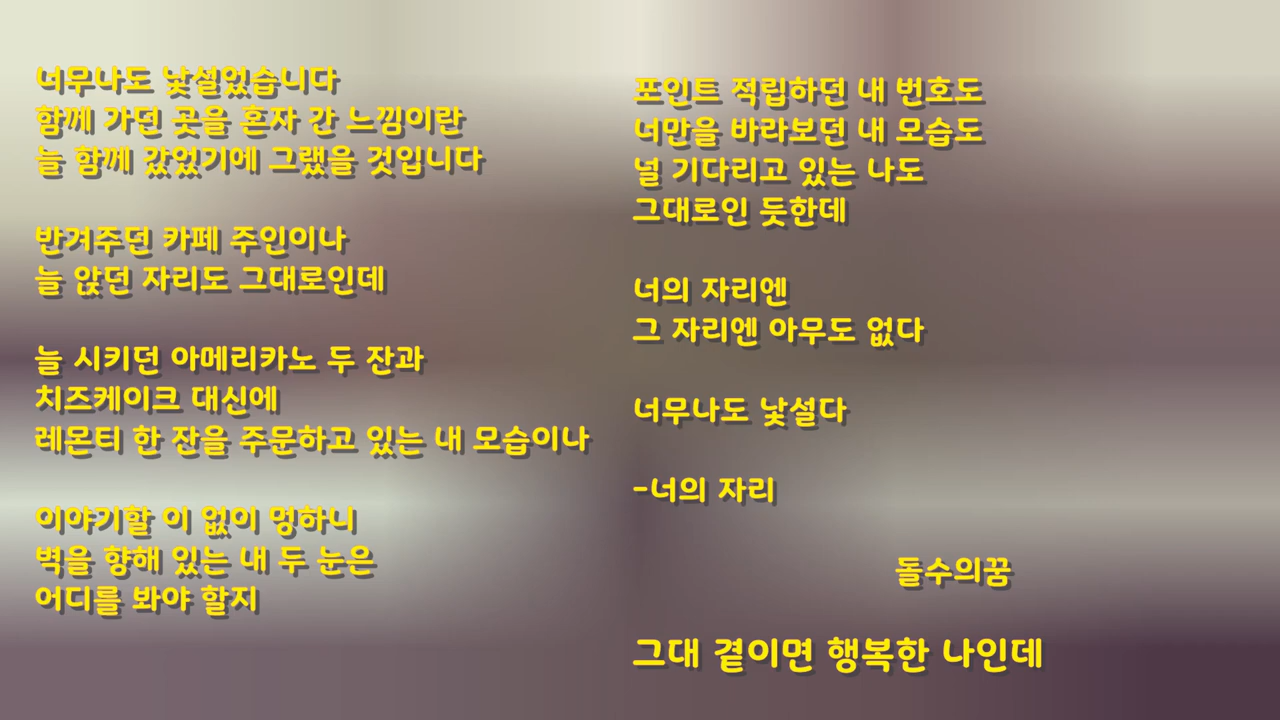 너무나도 낯설었습니다
함께 가던 곳을 혼자 간 느낌이란
늘 함께 갔었기에 그랬을 것입니다
반겨주던 카페 주인이나
늘 앉던 자리도 그대로인데
늘 시키던 아메리카노 두 잔과
치즈케이크 대신에
레몬티 한 잔을 주문하고 있는 내 모습이나
이야기할 이 없이 멍하니
벽을 향해 있는 내 두 눈은
어디를 봐야 할지
포인트 적립하던 내 번호도
너만을 바라보던 내 모습도
널 기다리고 있는 나도
그대로인 듯한데
너의 자리엔
그 자리엔 아무도 없다
너무나도 낯설다
-너의 자리
돌수의꿈
그대 곁이면 행복한 나인데